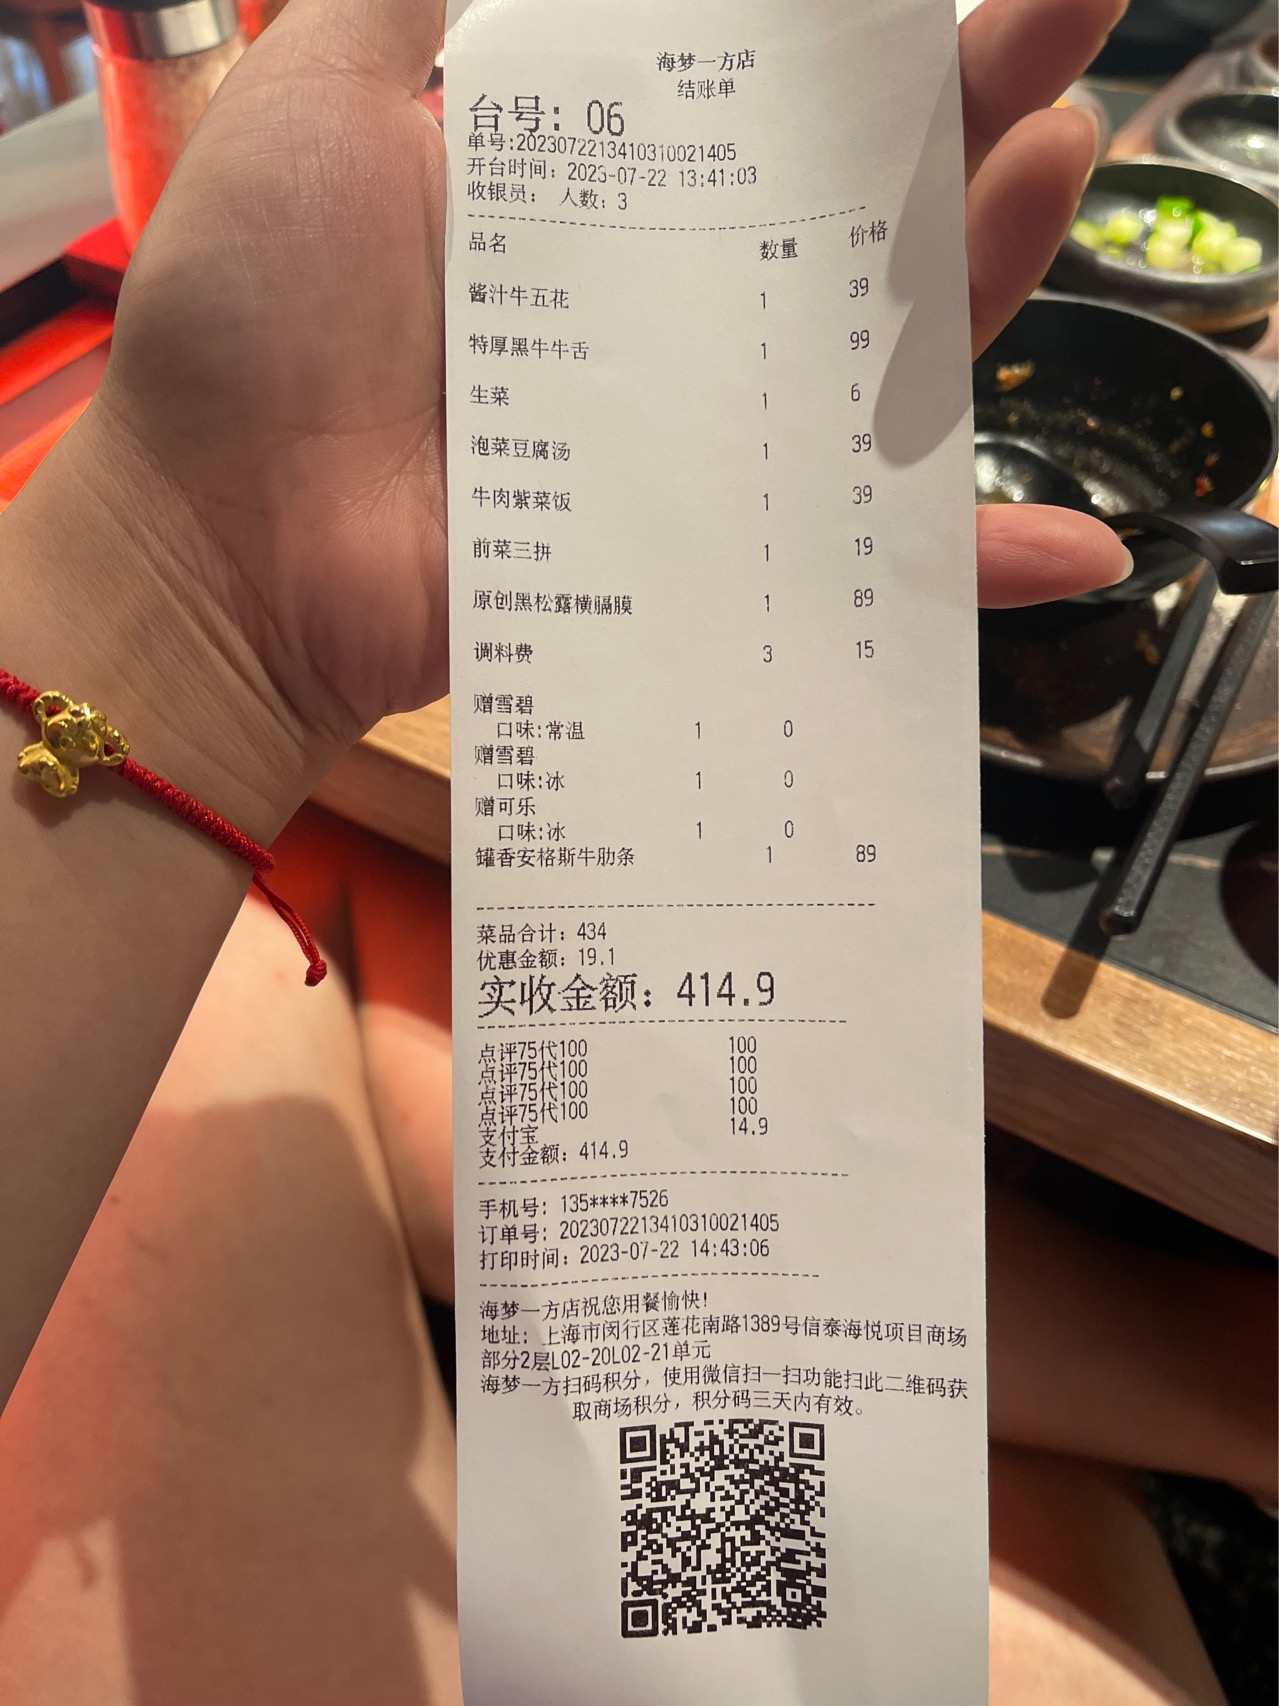 海梦一方店
结账单
台号: 06
单号:2023072213410310021405
开台时间: 2023-07-22 13:41:03
收银员: 人数: 3
品名 数量 价格
酱汁牛五花 1 39
特厚黑牛牛舌 1 99
生菜 1 6
泡菜豆腐汤 1 39
牛肉紫菜饭 1 39
前菜三拼 1 19
原创黑松露横膈膜 1 89
调料费 3 15
赠雪碧
口味:常温 1 0
赠雪碧
口味:冰 1 0
赠可乐
口味:冰 1 0
罐香安格斯牛肋条 1 89
菜品合计: 434
优惠金额: 19.1
实收金额: 414.9
点评75代100 100
点评75代100 100
点评75代100 100
点评75代100 100
支付宝 14.9
支付金额: 414.9
手机号: 135****7526
订单号: 2023072213410310021405
打印时间: 2023-07-22 14:43:06
海梦一方店祝您用餐愉快!
地址: 上海市闵行区莲花南路1389号信泰海悦项目商场
部分2层L02-20L02-21单元
海梦一方扫码积分, 使用微信扫一扫功能扫此二维码获
取商场积分, 积分码三天内有效。